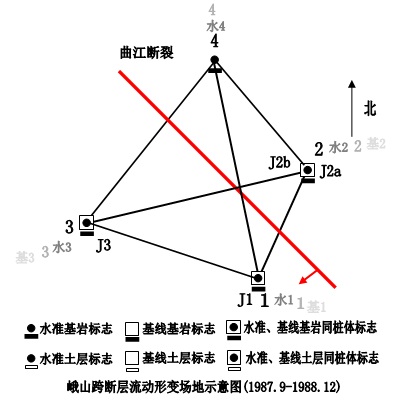 4
水4
4
曲江断裂
北
2 水2 2 基2
J2b
J2a
3
基3 3 水3
J3
J1 1 水1 1 基1
水准基岩标志 基线基岩标志 水准、基线基岩同桩体标志
水准土层标志 基线土层标志 水准、基线土层同桩体标志
峨山跨断层流动形变场地示意图(1987.9-1988.12)